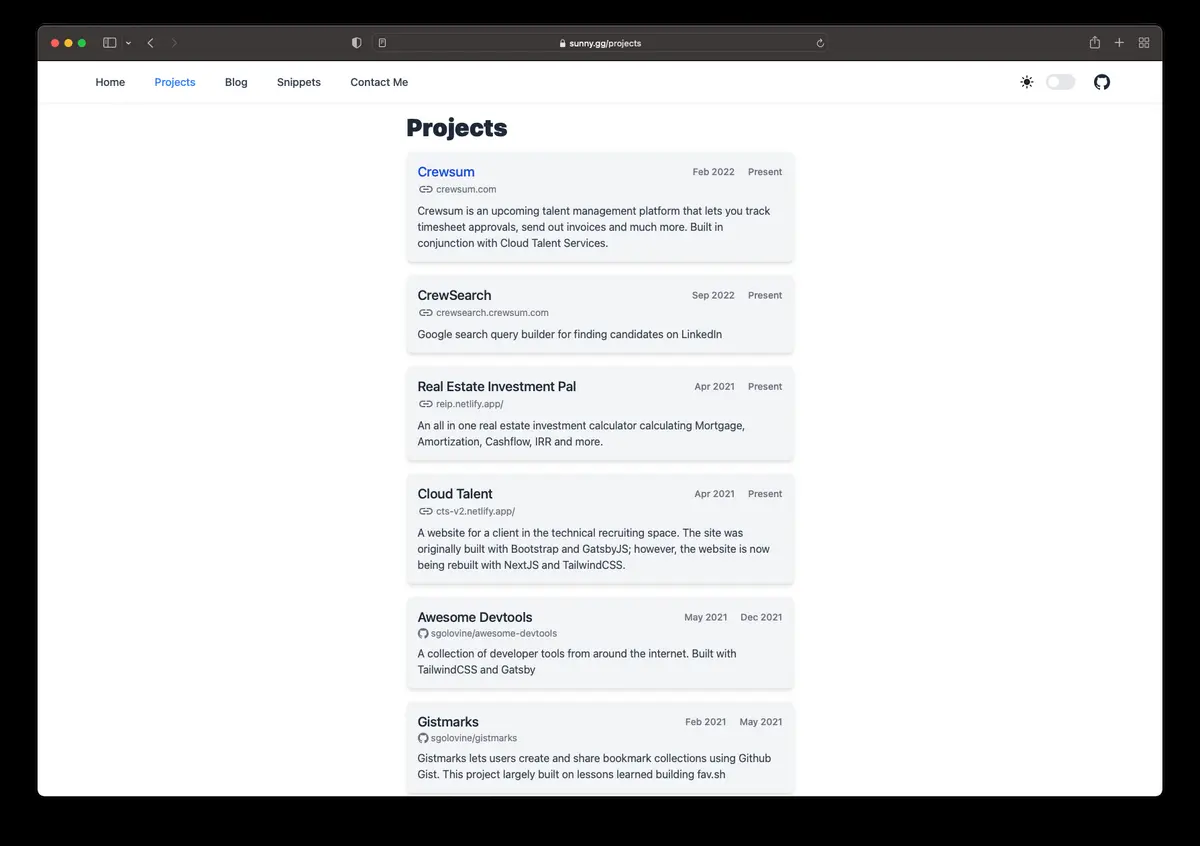 sunny.gg/projects
Home Projects Blog Snippets Contact Me
Projects
Crewsum Feb 2022 Present
crewsum.com
Crewsum is an upcoming talent management platform that lets you track
timesheet approvals, send out invoices and much more. Built in
conjunction with Cloud Talent Services.
CrewSearch Sep 2022 Present
crewsearch.crewsum.com
Google search query builder for finding candidates on LinkedIn
Real Estate Investment Pal Apr 2021 Present
reip.netlify.app/
An all in one real estate investment calculator calculating Mortgage,
Amortization, Cashflow, IRR and more.
Cloud Talent Apr 2021 Present
cts-v2.netlify.app/
A website for a client in the technical recruiting space. The site was
originally built with Bootstrap and GatsbyJS; however, the website is now
being rebuilt with NextJS and TailwindCSS.
Awesome Devtools May 2021 Dec 2021
sgolovine/awesome-devtools
A collection of developer tools from around the internet. Built with
TailwindCSS and Gatsby
Gistmarks Feb 2021 May 2021
sgolovine/gistmarks
Gistmarks lets users create and share bookmark collections using Github
Gist. This project largely built on lessons learned building fav.sh